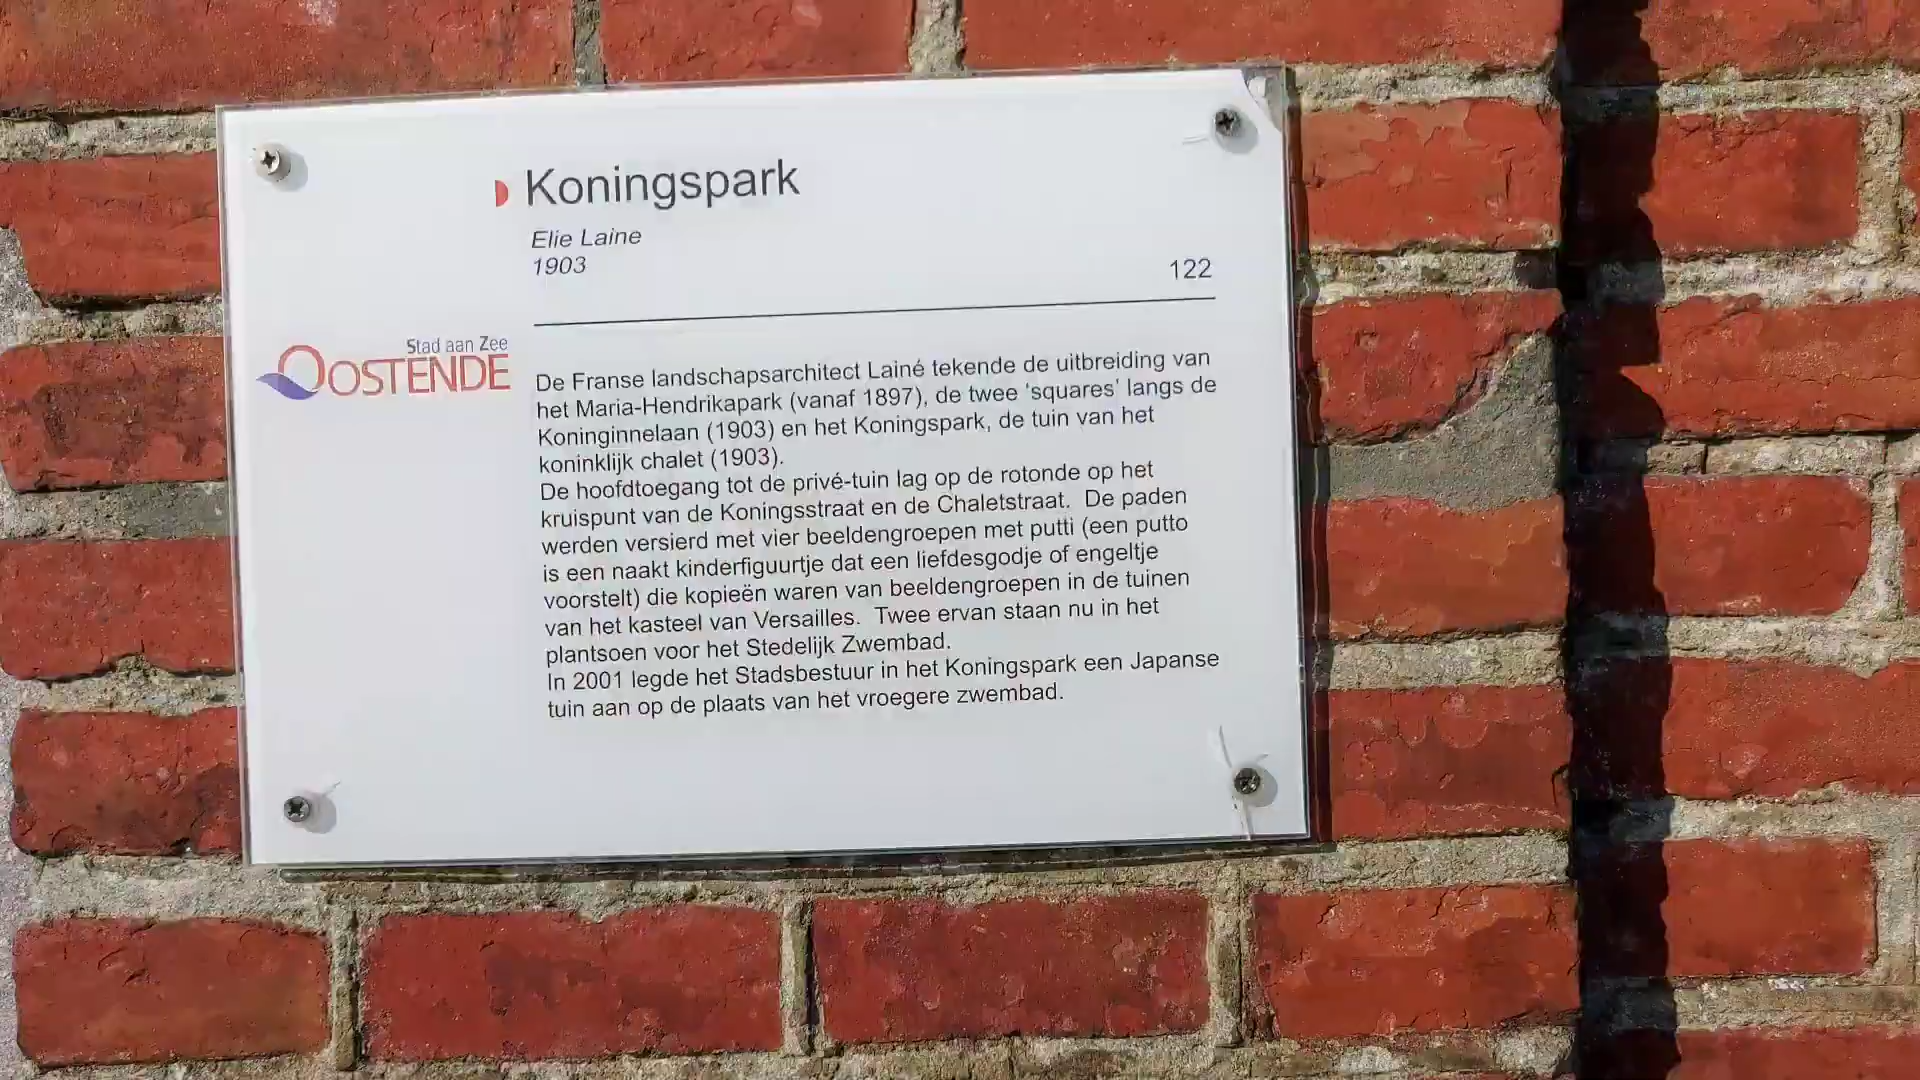 Koningspark
Elie Laine
1903
122
Stad aan Zee
OOSTENDE
De Franse landschapsarchitect Lainé tekende de uitbreiding van
het Maria-Hendrikapark (vanaf 1897), de twee 'squares' langs de
Koninginnelaan (1903) en het Koningspark, de tuin van het
koninklijk chalet (1903).
De hoofdtoegang tot de privé-tuin lag op de rotonde op het
kruispunt van de Koningsstraat en de Chaletstraat. De paden
werden versierd met vier beeldengroepen met putti (een putto
is een naakt kinderfiguurtje dat een liefdesgodje of engeltje
voorstelt) die kopieën waren van beeldengroepen in de tuinen
van het kasteel van Versailles. Twee ervan staan nu in het
plantsoen voor het Stedelijk Zwembad.
In 2001 legde het Stadsbestuur in het Koningspark een Japanse
tuin aan op de plaats van het vroegere zwembad.